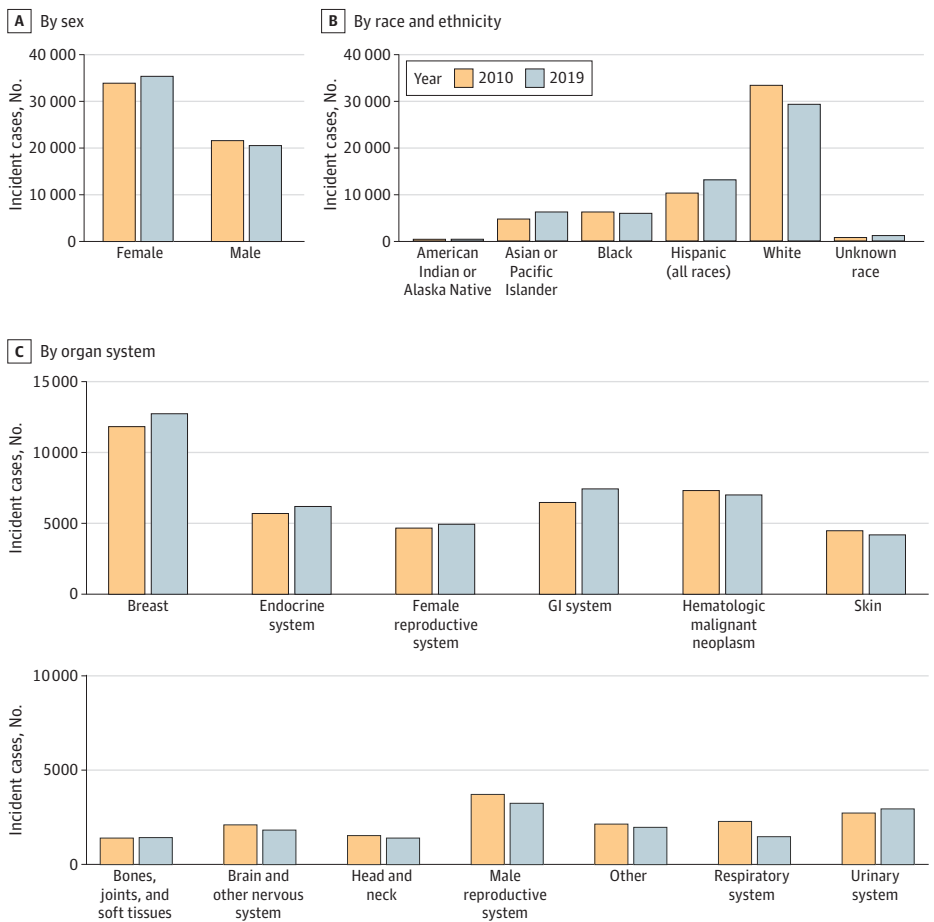 A By sex
Incident cases, No.
40 000
30 000
20 000
10 000
0
Female
Male
B By race and ethnicity
Incident cases, No.
40 000
30 000
20 000
10 000
0
Year 2010 2019
American
Indian or
Alaska Native
Asian or
Pacific
Islander
Black
Hispanic
(all races)
White
Unknown
race
C By organ system
Incident cases, No.
15 000
10 000
5000
0
Breast
Endocrine
system
Female
reproductive
system
GI system
Hematologic
malignant
neoplasm
Skin
Incident cases, No.
10 000
5000
0
Bones,
joints, and
soft tissues
Brain and
other nervous
system
Head and
neck
Male
reproductive
system
Other
Respiratory
system
Urinary
system